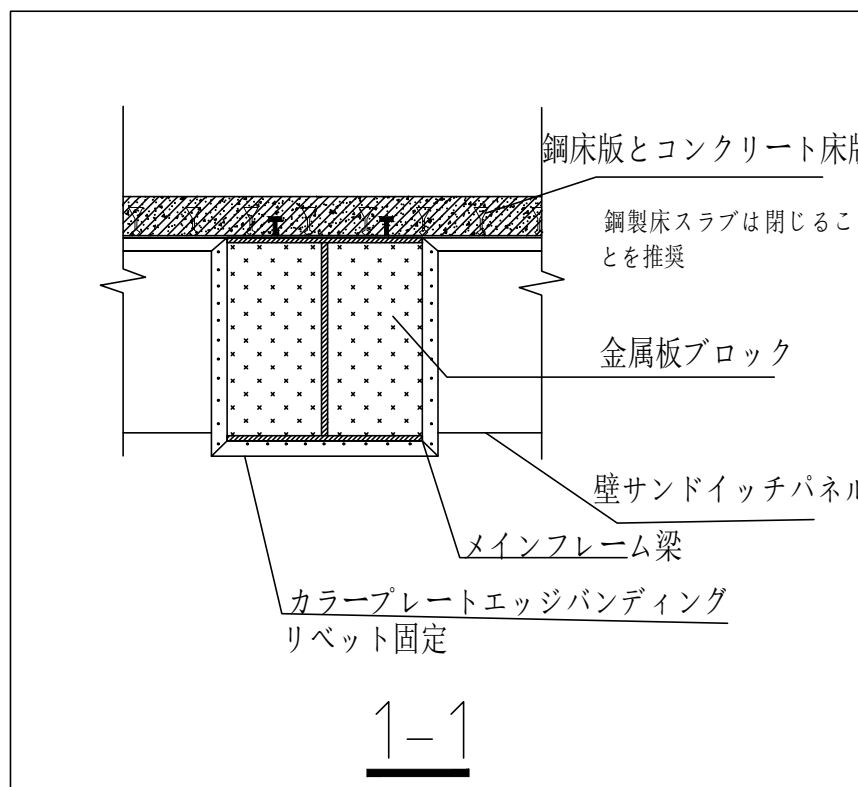 鋼床版とコンクリート床版
鋼製床スラブは閉じるこ
とを推奨
金属板ブロック
壁サンドイッチパネル
メインフレーム梁
カラープレートエッジバンディング
リベット固定
1-1